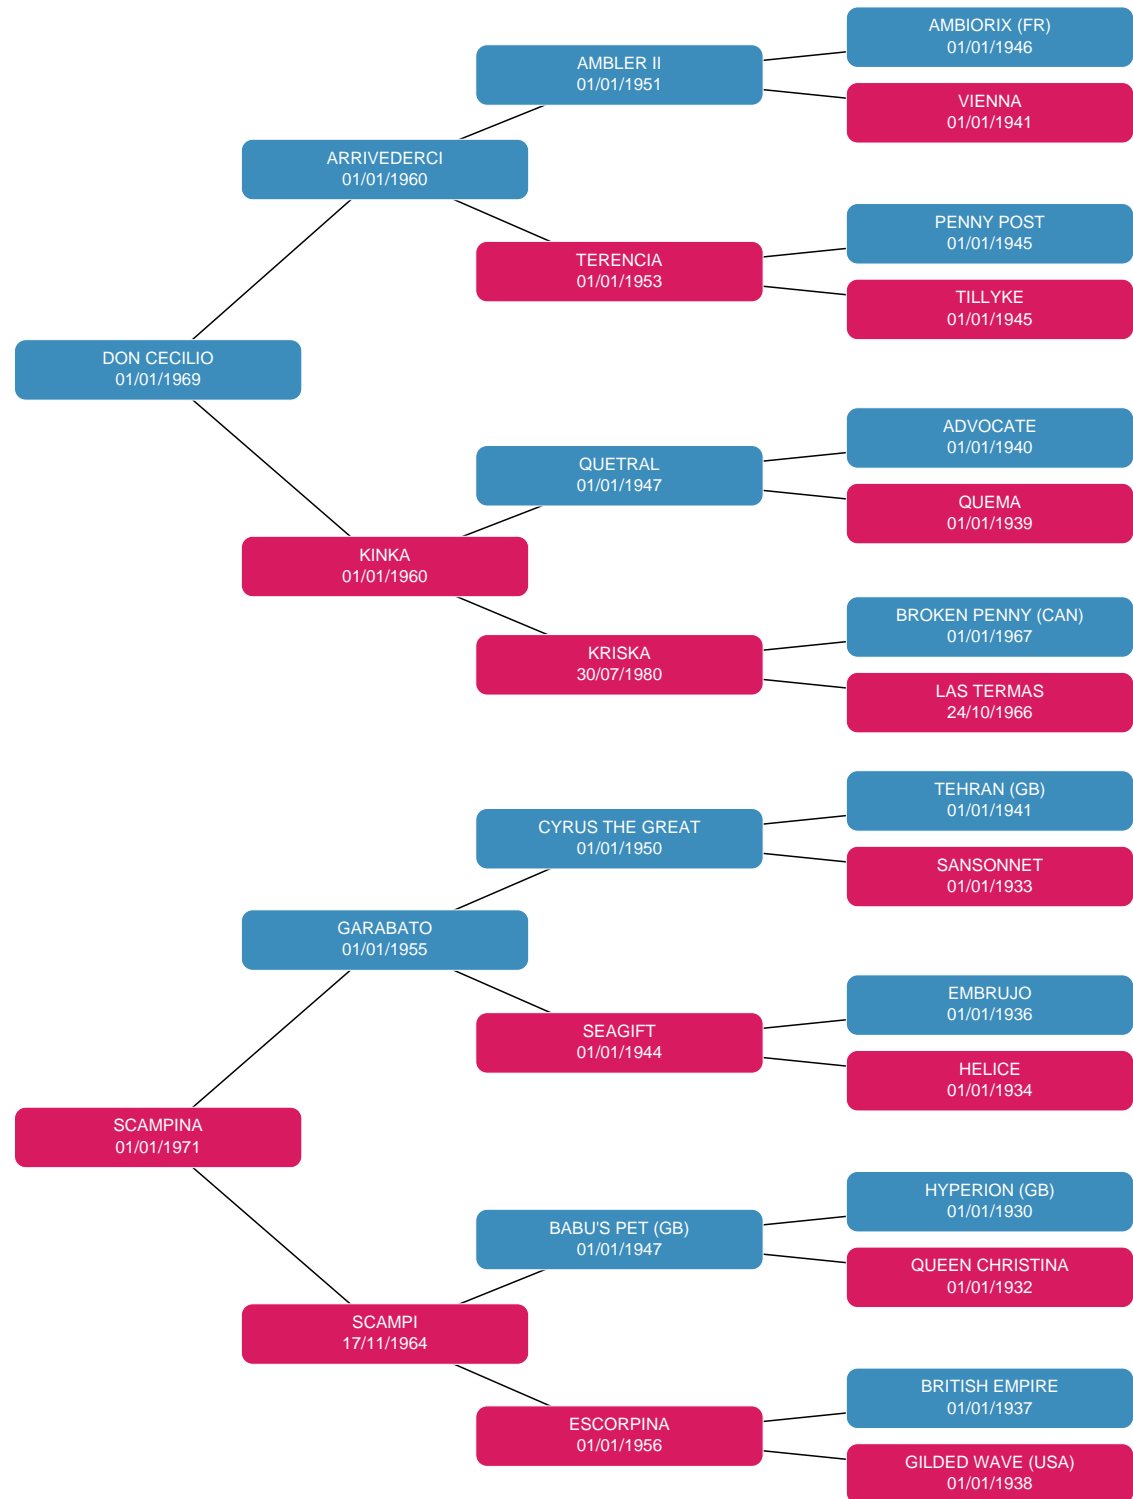 AMBIORIX (FR)
01/01/1946
AMBLER II
01/01/1951
VIENNA
01/01/1941
ARRIVEDERCI
01/01/1960
PENNY POST
01/01/1945
TERENCIA
01/01/1953
TILLYKE
01/01/1945
DON CECILIO
01/01/1969
ADVOCATE
01/01/1940
QUETRAL
01/01/1947
QUEMA
01/01/1939
KINKA
01/01/1960
BROKEN PENNY (CAN)
01/01/1967
KRISKA
30/07/1980
LAS TERMAS
24/10/1966
TEHRAN (GB)
01/01/1941
CYRUS THE GREAT
01/01/1950
SANSONNET
01/01/1933
GARABATO
01/01/1955
EMBRUJO
01/01/1936
SEAGIFT
01/01/1944
HELICE
01/01/1934
SCAMPINA
01/01/1971
HYPERION (GB)
01/01/1930
BABU'S PET (GB)
01/01/1947
QUEEN CHRISTINA
01/01/1932
SCAMPI
17/11/1964
BRITISH EMPIRE
01/01/1937
ESCORPINA
01/01/1956
GILDED WAVE (USA)
01/01/1938